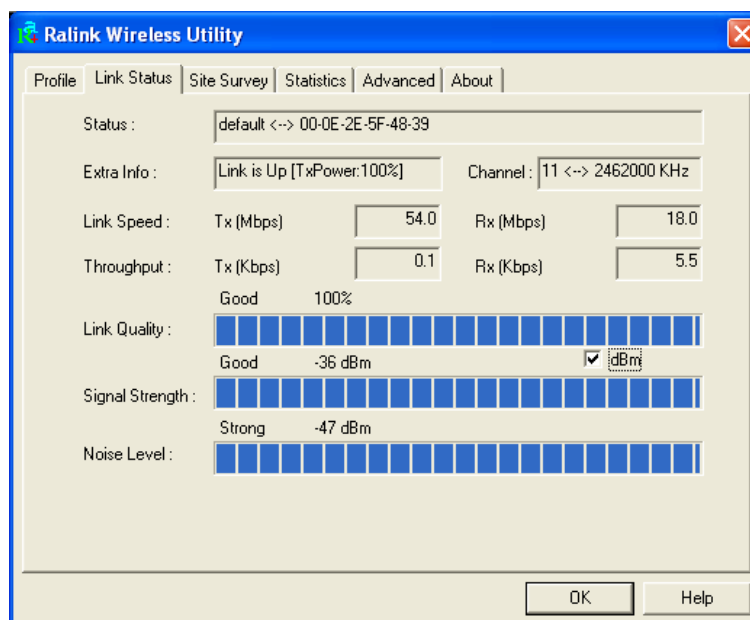 Ralink Wireless Utility
Profile Link Status Site Survey Statistics Advanced About
Status : default <--> 00-0E-2E-5F-48-39
Extra Info : Link is Up [TxPower:100%] Channel : 11 <--> 2462000 KHz
Link Speed : Tx (Mbps) 54.0 Rx (Mbps) 18.0
Throughput : Tx (Kbps) 0.1 Rx (Kbps) 5.5
Good 100%
Link Quality :
Good -36 dBm dBm
Signal Strength :
Strong -47 dBm
Noise Level :
OK Help